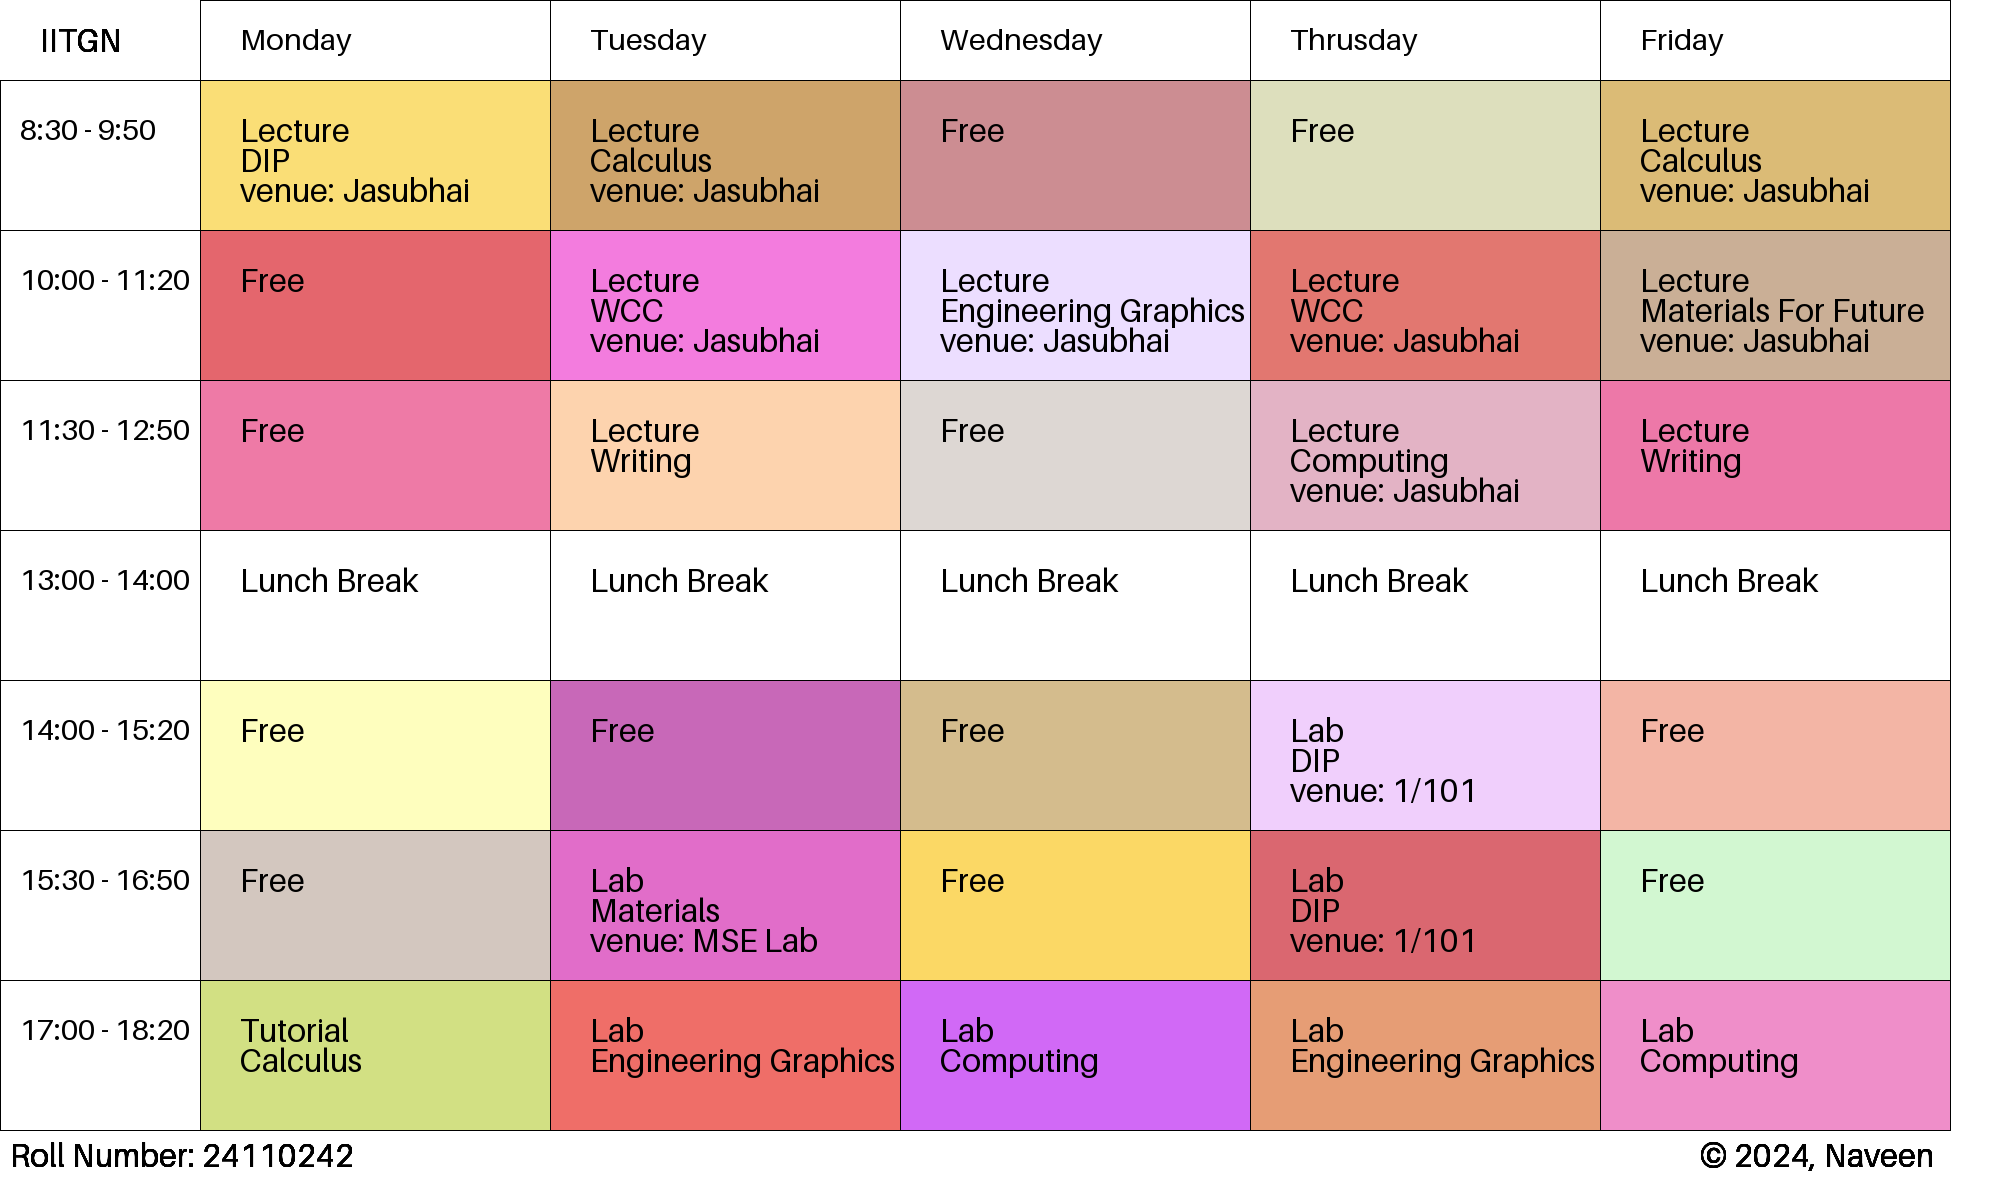 IITGN
Monday
Tuesday
Wednesday
Thrusday
Friday
8:30 - 9:50
Lecture
DIP
venue: Jasubhai
Lecture
Calculus
venue: Jasubhai
Free
Free
Lecture
Calculus
venue: Jasubhai
10:00 - 11:20
Free
Lecture
WCC
venue: Jasubhai
Lecture
Engineering Graphics
venue: Jasubhai
Lecture
WCC
venue: Jasubhai
Lecture
Materials For Future
venue: Jasubhai
11:30 - 12:50
Free
Lecture
Writing
Free
Lecture
Computing
venue: Jasubhai
Lecture
Writing
13:00 - 14:00
Lunch Break
Lunch Break
Lunch Break
Lunch Break
Lunch Break
14:00 - 15:20
Free
Free
Free
Lab
DIP
venue: 1/101
Free
15:30 - 16:50
Free
Lab
Materials
venue: MSE Lab
Free
Lab
DIP
venue: 1/101
Free
17:00 - 18:20
Tutorial
Calculus
Lab
Engineering Graphics
Lab
Computing
Lab
Engineering Graphics
Lab
Computing
Roll Number: 24110242
© 2024, Naveen